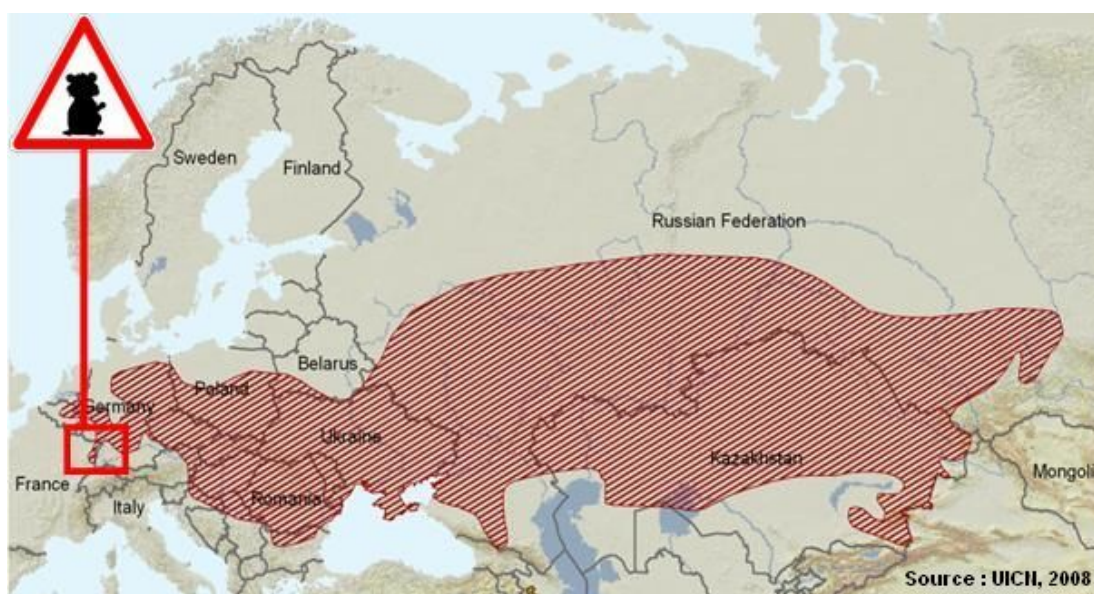 Sweden
Finland
Russian Federation
Belarus
Poland
Germany
Ukraine
Kazakhstan
Mongoli
France
Romania
Italy
Source : UICN, 2008